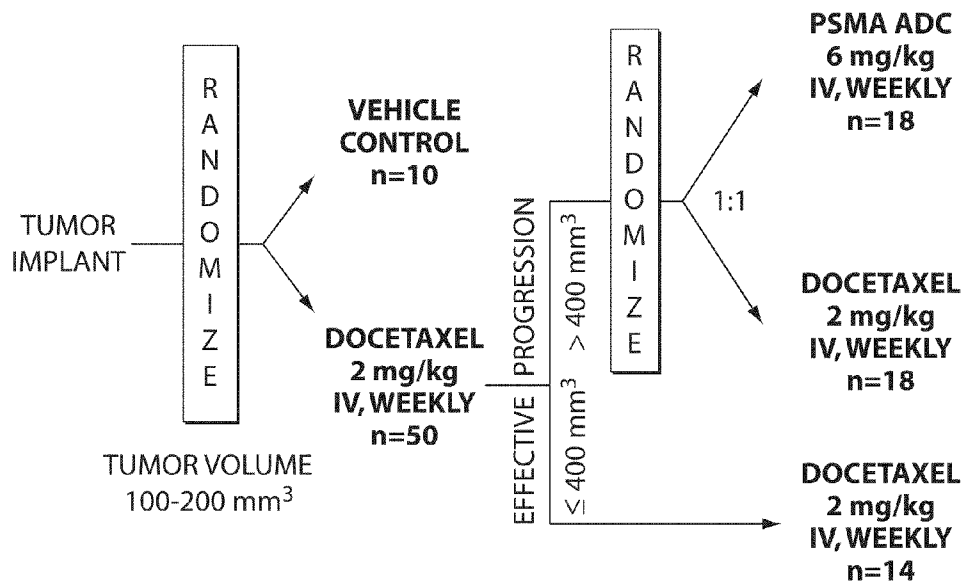 TUMOR
IMPLANT
RANDOMIZE
TUMOR VOLUME
100-200 mm³
VEHICLE
CONTROL
n=10
DOCETAXEL
2 mg/kg
IV, WEEKLY
n=50
EFFECTIVE PROGRESSION
≤ 400 mm³ > 400 mm³
RANDOMIZE
1:1
PSMA ADC
6 mg/kg
IV, WEEKLY
n=18
DOCETAXEL
2 mg/kg
IV, WEEKLY
n=18
DOCETAXEL
2 mg/kg
IV, WEEKLY
n=14